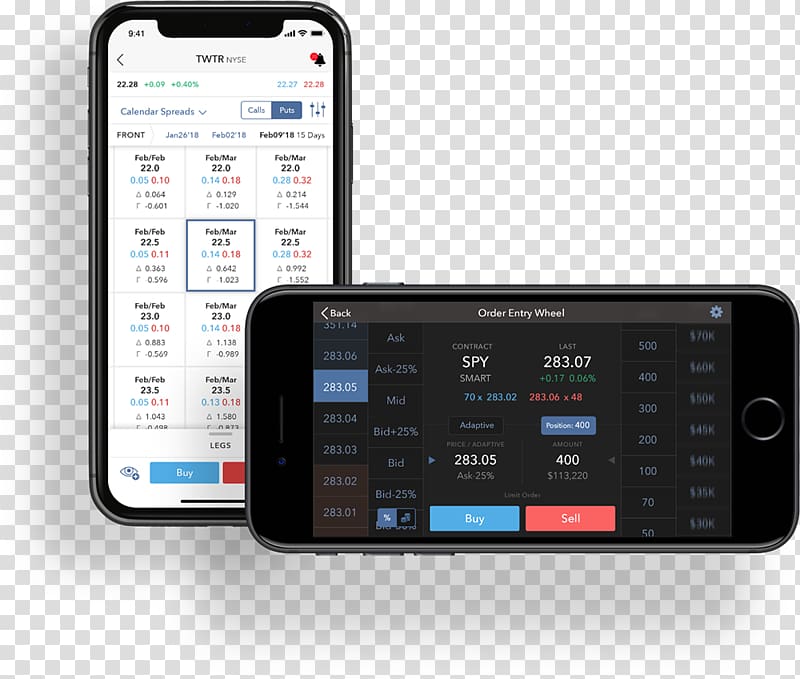 9:41
TWTR NYSE
22.28 +0.09 +0.40% 22.27 22.28
Calendar Spreads Calls Puts
FRONT Jan26'18 Feb02'18 Feb09'18 15 Days
Feb/Feb Feb/Mar Feb/Mar
22.0 22.0 22.0
0.05 0.10 0.14 0.18 0.28 0.32
Δ 0.064 Δ 0.129 Δ 0.214
Γ -0.601 Γ -1.020 Γ -1.544
Feb/Feb Feb/Mar Feb/Mar
22.5 22.5 22.5
0.05 0.11 0.14 0.18 0.28 0.32
Δ 0.363 Δ 0.642 Δ 0.992
Γ -0.596 Γ -1.023 Γ -1.552
Feb/Feb Feb/Mar
23.0 23.0
0.05 0.10 0.14 0.18
Δ 0.883 Δ 1.138
Γ -0.569 Γ -0.989
Feb/Feb Feb/Mar
23.5 23.5
0.05 0.11 0.13 0.18
Δ 1.043 Δ 1.580
Γ -0.498 Γ -0.873
LEGS
Buy
Back Order Entry Wheel
351.14
283.06
283.05
283.04
283.03
283.02
283.01
Ask
Ask-25%
Mid
Bid+25%
Bid
Bid-25%
Bid-50%
%
CONTRACT LAST
SPY 283.07
SMART +0.17 0.06%
70 x 283.02 283.06 x 48
Adaptive Position: 400
PRICE / ADAPTIVE AMOUNT
283.05 400
Ask-25% $113,220
Limit Order
Buy Sell
500
400
300
200
100
70
50
$70K
$60K
$50K
$45K
$40K
$35K
$30K